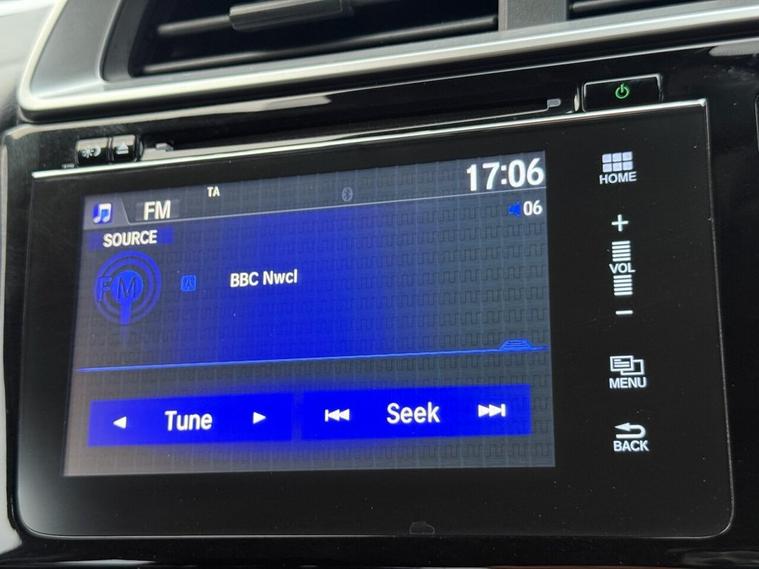 17:06
TA
FM
06
SOURCE
FM
BBC Nwcl
Tune
Seek
HOME
+
VOL
−
MENU
BACK